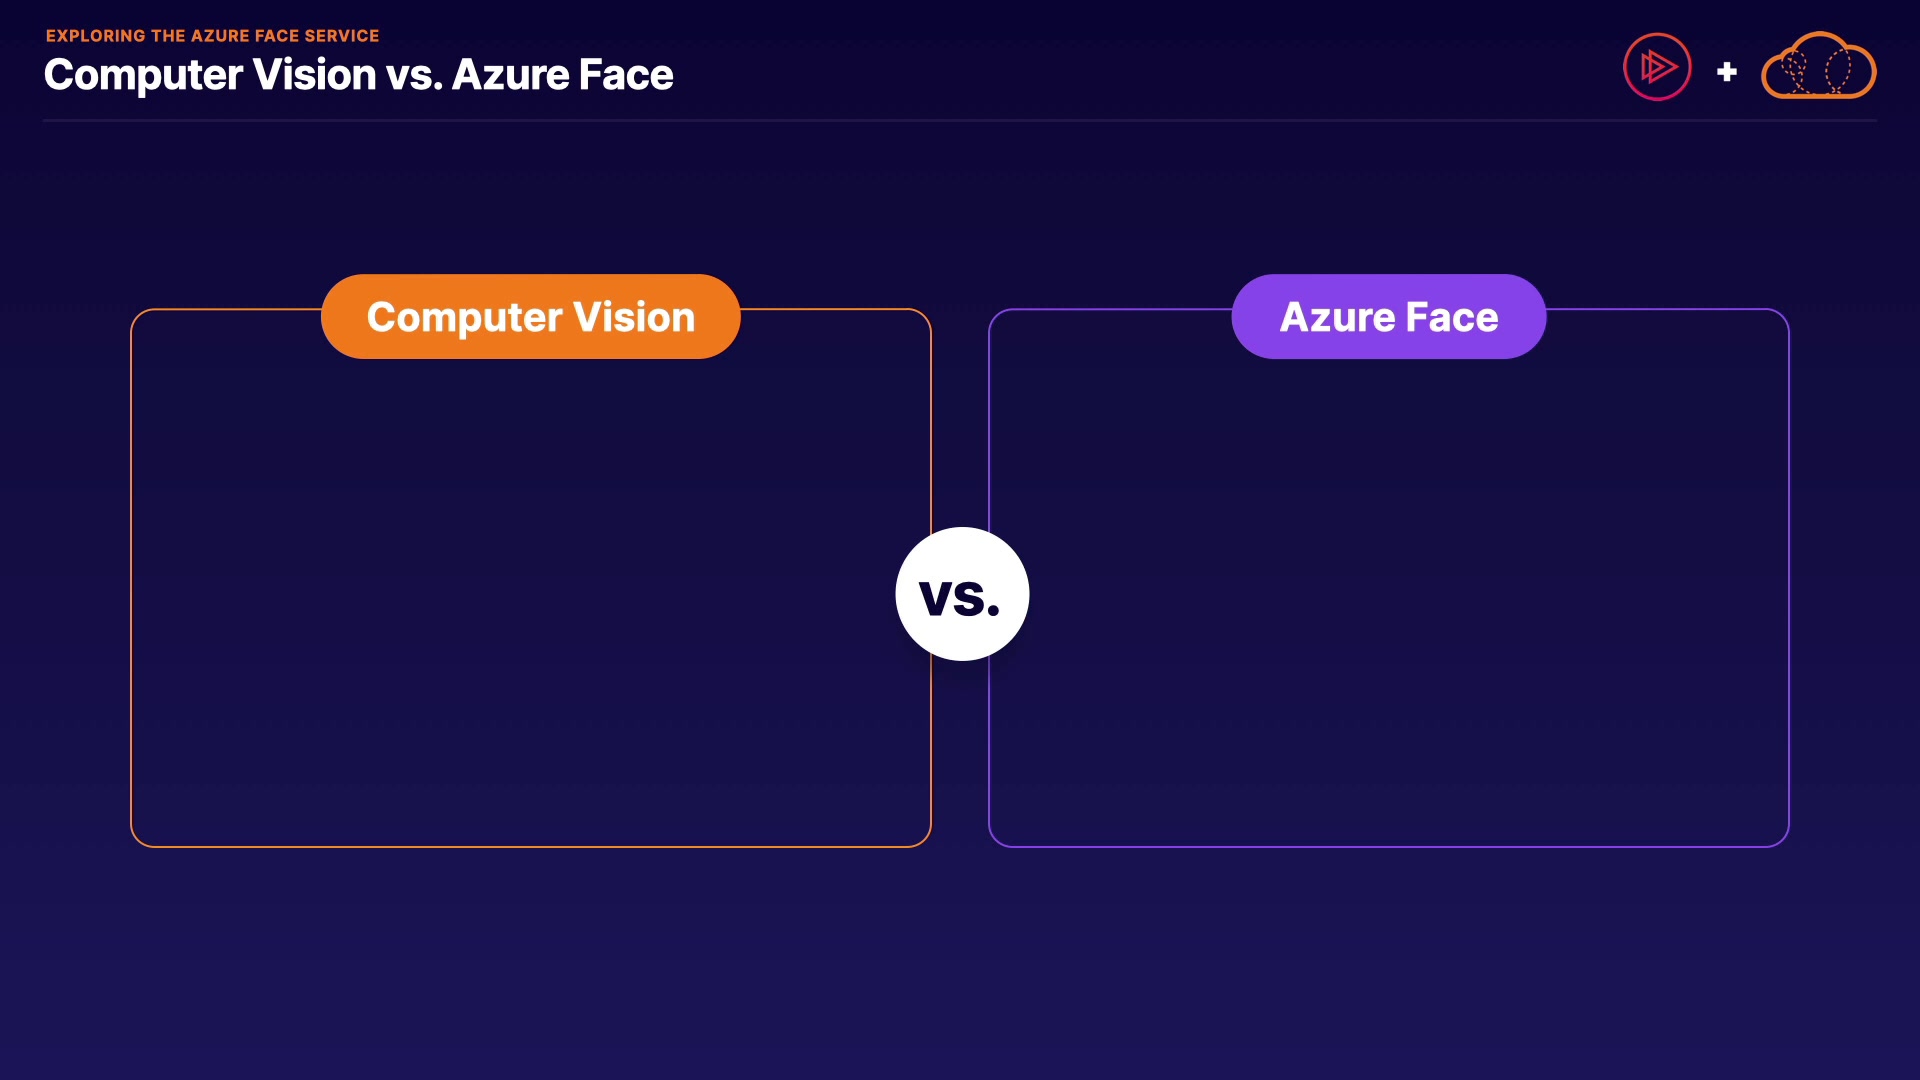 EXPLORING THE AZURE FACE SERVICE
Computer Vision vs. Azure Face
Computer Vision
Azure Face
vs.